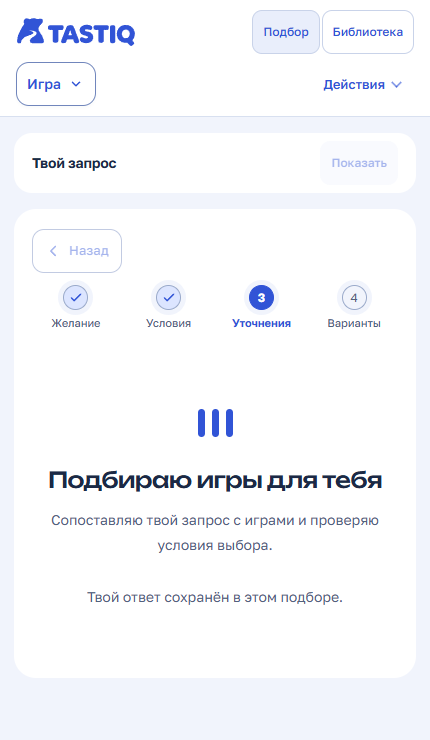 TASTIQ
Подбор
Библиотека
Игра
Действия
Твой запрос
Показать
Назад
3
4
Желание
Условия
Уточнения
Варианты
Подбираю игры для тебя
Сопоставляю твой запрос с играми и проверяю
условия выбора.
Твой ответ сохранён в этом подборе.